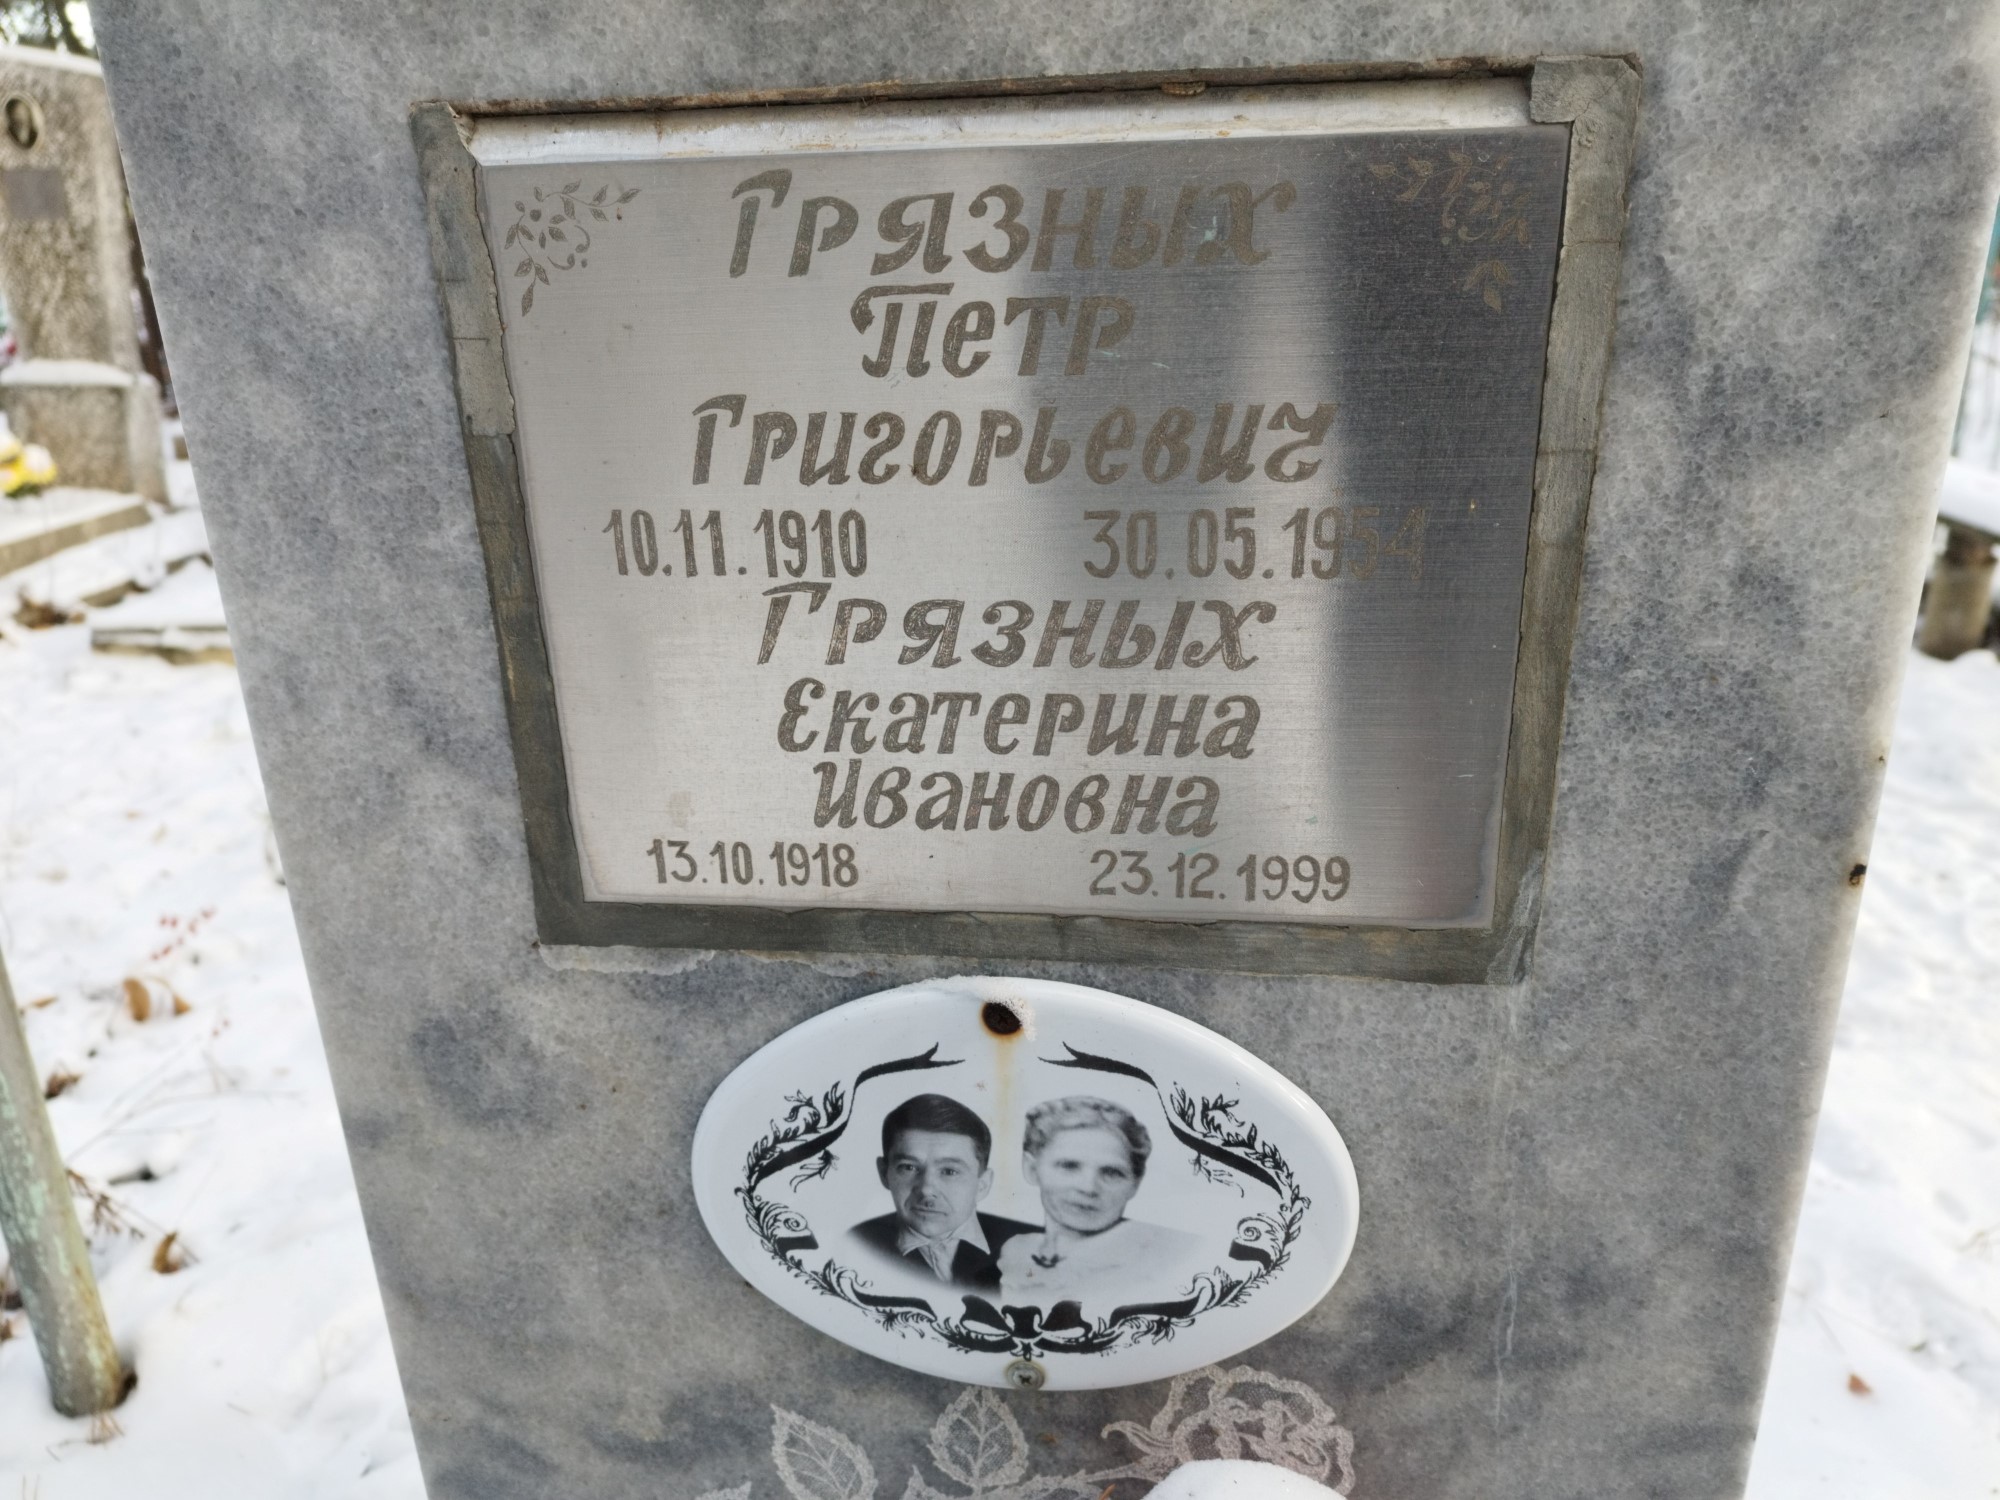 Грязных
Петр
Григорьевич
10.11.1910 30.05.1954
Грязных
Екатерина
Ивановна
13.10.1918 23.12.1999